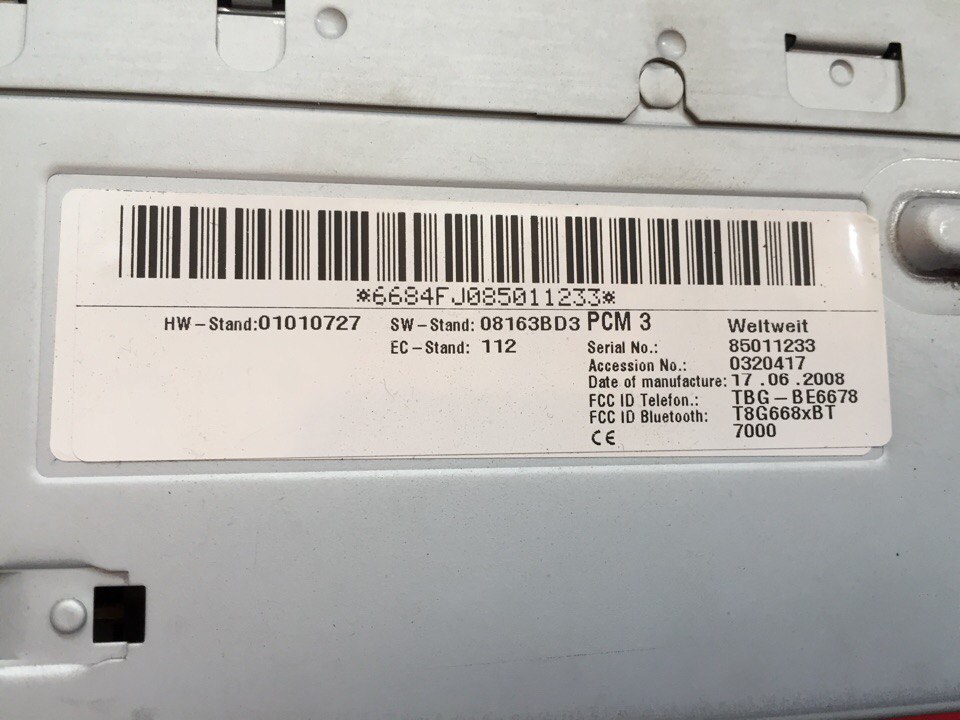 *6684FJ085011233*
HW-Stand:01010727 SW-Stand: 08163BD3 PCM 3 Weltweit
EC-Stand: 112 Serial No.: 85011233
Accession No.: 0320417
Date of manufacture: 17.06.2008
FCC ID Telefon.: TBG-BE6678
FCC ID Bluetooth: T8G668xBT
CE 7000